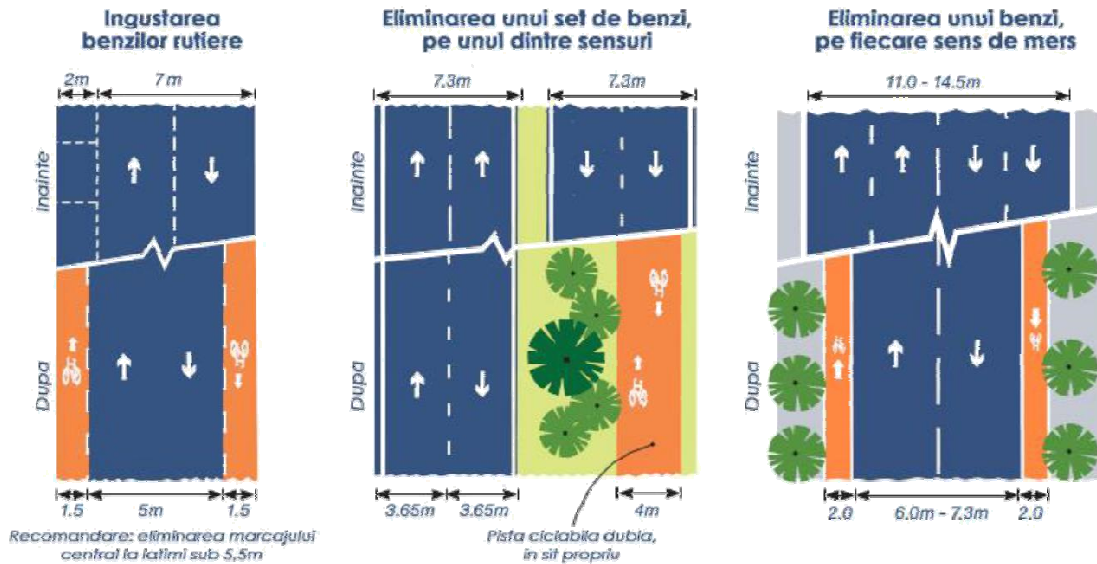 Ingustarea
benzilor rutiere
2m
7m
Inainte
Dupa
1.5
5m
1.5
Recomandare: eliminarea marcajului
central la latimi sub 5,5m
Eliminarea unui set de benzi,
pe unul dintre sensuri
7.3m
7.3m
3.65m
3.65m
4m
Pista ciclabila dubla,
in sit propriu
Eliminarea unui benzi,
pe fiecare sens de mers
11.0 - 14.5m
Inainte
Dupa
2.0
6.0m - 7.3m
2.0